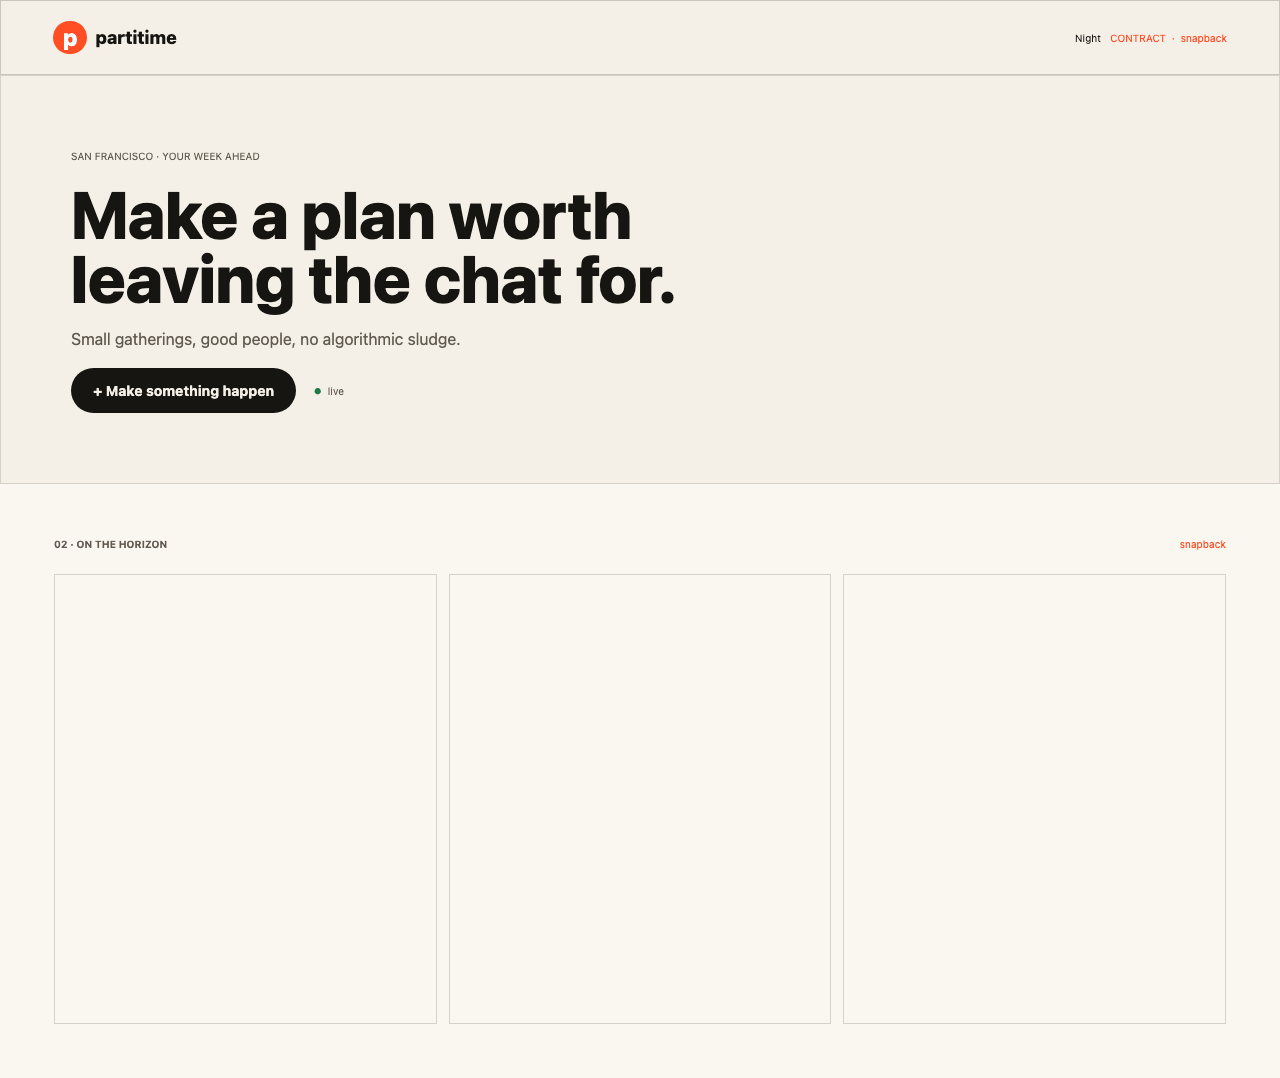 p partitime
Night CONTRACT · snapback
SAN FRANCISCO · YOUR WEEK AHEAD
Make a plan worth
leaving the chat for.
Small gatherings, good people, no algorithmic sludge.
+ Make something happen
live
02 · ON THE HORIZON
snapback